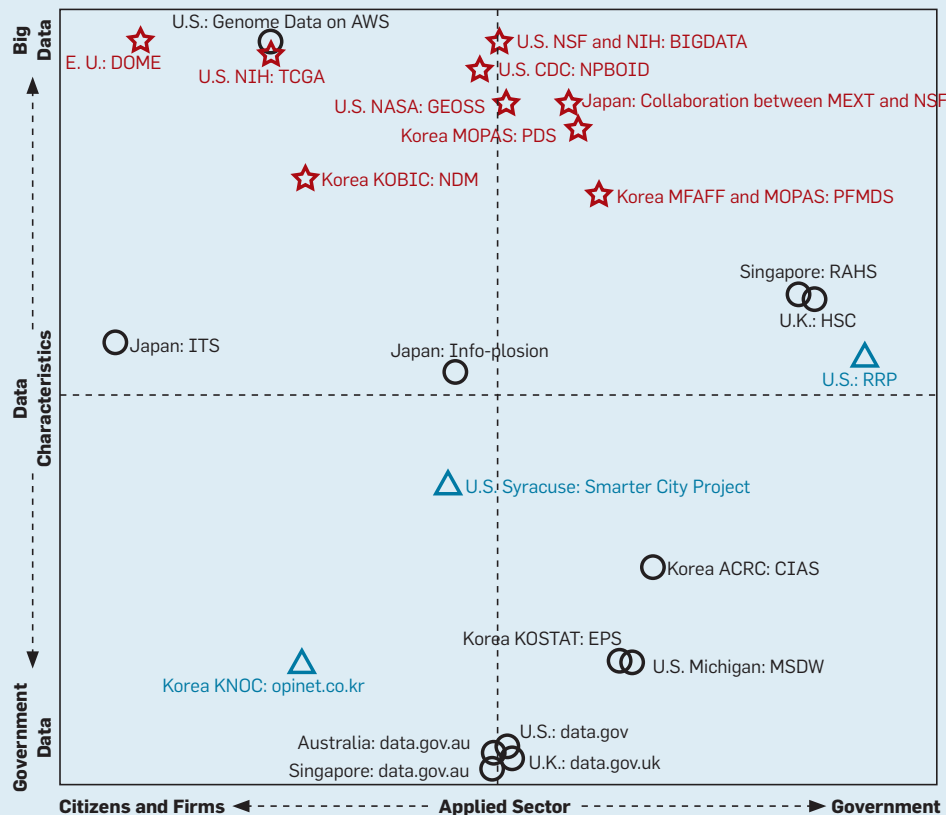 Big
Data
U.S.: Genome Data on AWS
E. U.: DOME
U.S. NIH: TCGA
U.S. NSF and NIH: BIGDATA
U.S. CDC: NPBOID
U.S. NASA: GEOSS
Japan: Collaboration between MEXT and NSF
Korea MOPAS: PDS
Korea KOBIC: NDM
Korea MFAFF and MOPAS: PFMDS
Singapore: RAHS
U.K.: HSC
Japan: ITS
Japan: Info-plosion
U.S.: RRP
Data
Characteristics
U.S. Syracuse: Smarter City Project
Korea ACRC: CIAS
Korea KOSTAT: EPS
U.S. Michigan: MSDW
Korea KNOC: opinet.co.kr
Government
Data
U.S.: data.gov
Australia: data.gov.au
U.K.: data.gov.uk
Singapore: data.gov.au
Citizens and Firms
Applied Sector
Government